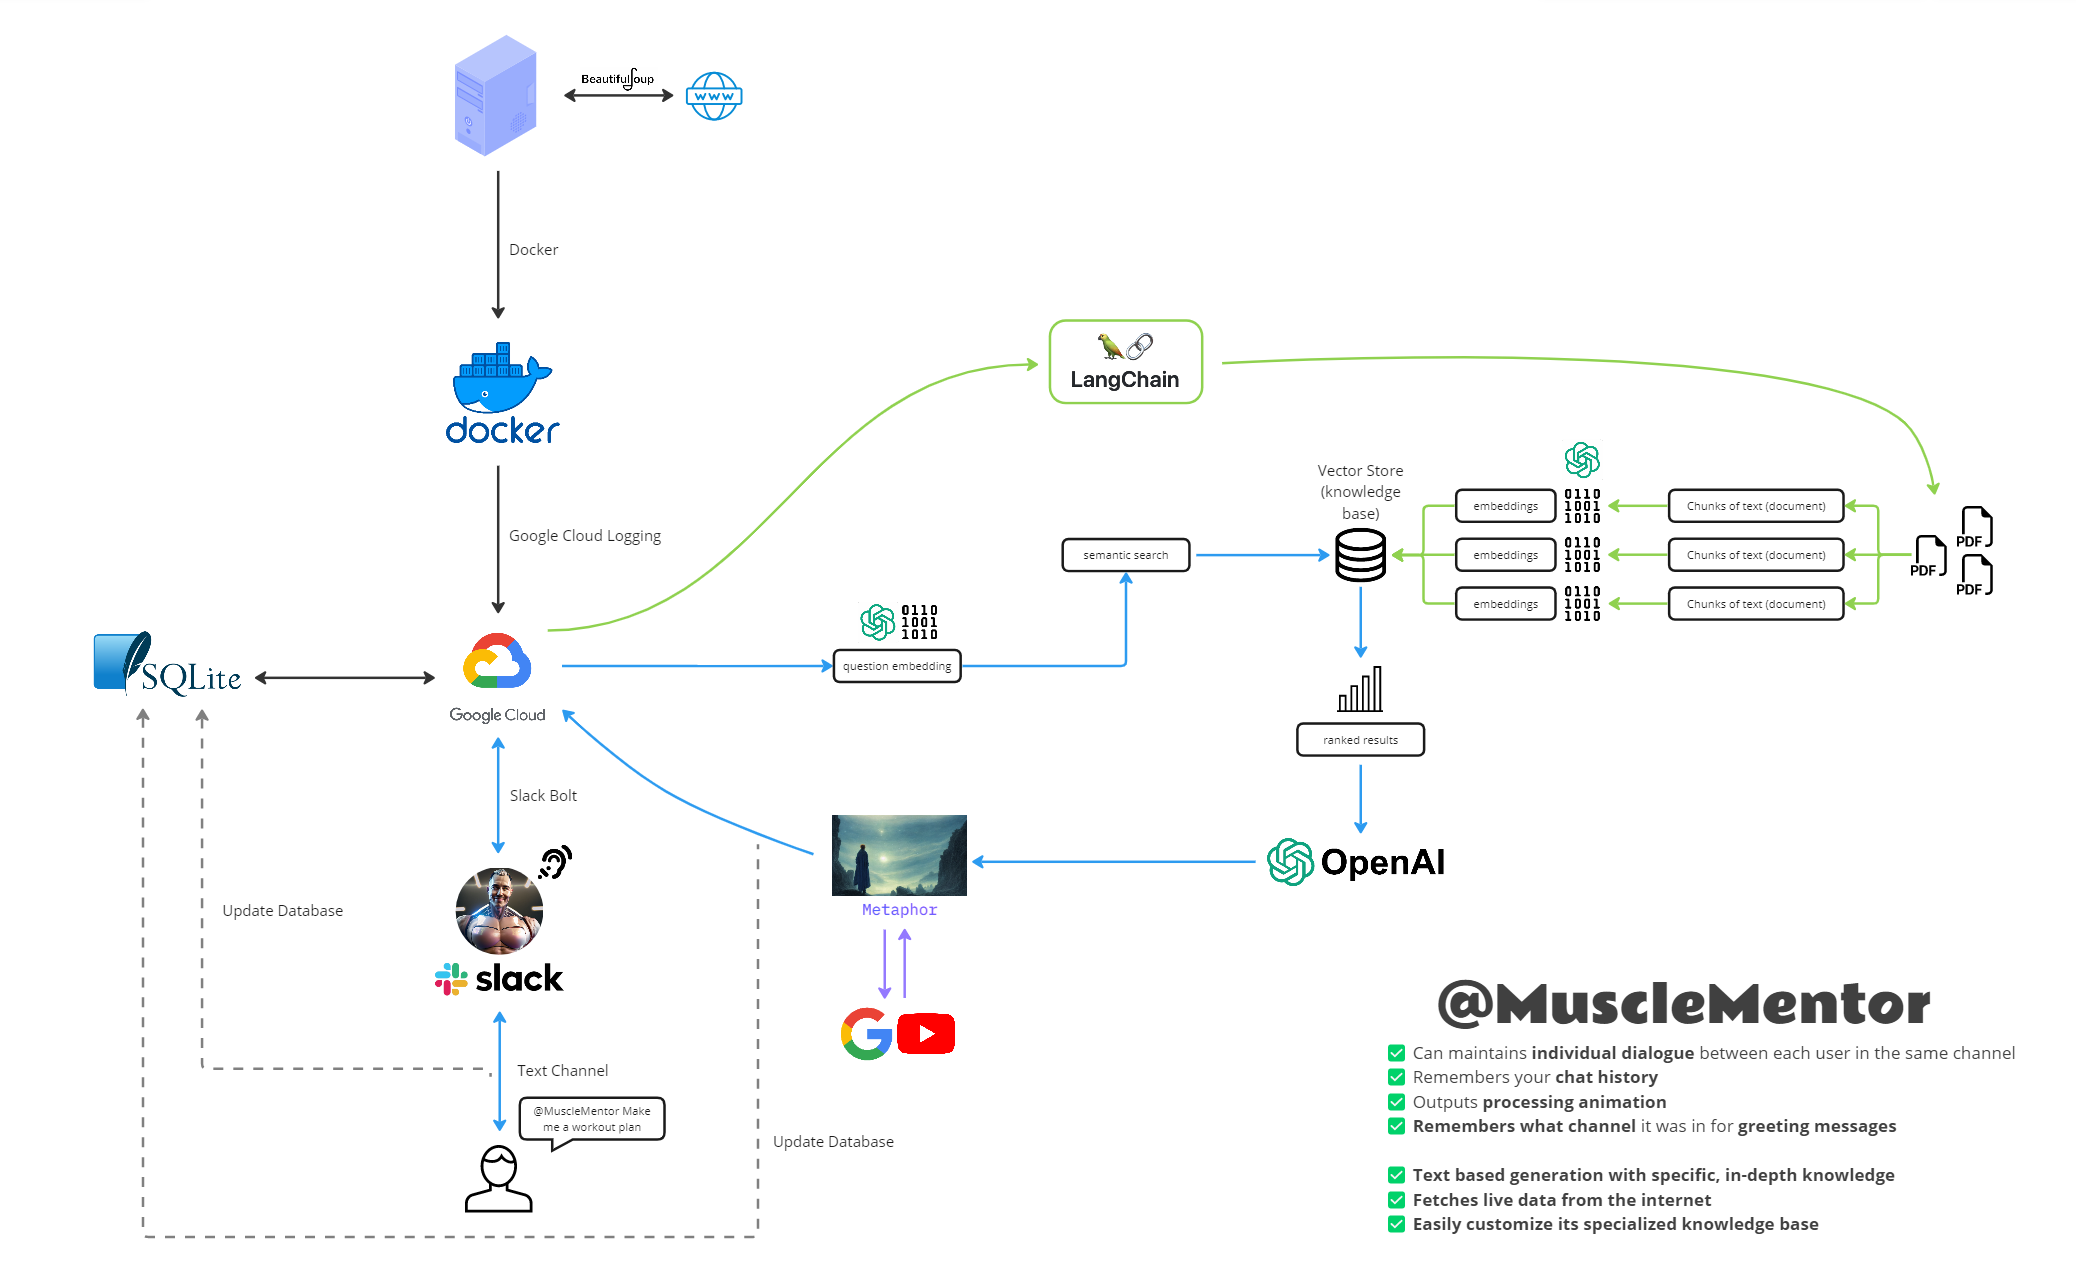 BeautifulSoup
WWW
Docker
docker
Google Cloud Logging
LangChain
Vector Store
(knowledge
base)
embeddings
0110
1001
1010
Chunks of text (document)
embeddings
0110
1001
1010
Chunks of text (document)
embeddings
0110
1001
1010
Chunks of text (document)
PDF
PDF
PDF
semantic search
0110
1001
1010
question embedding
SQLite
Google Cloud
ranked results
Slack Bolt
OpenAI
Metaphor
Update Database
slack
Text Channel
@MuscleMentor Make
me a workout plan
Update Database
@MuscleMentor
Can maintains individual dialogue between each user in the same channel
Remembers your chat history
Outputs processing animation
Remembers what channel it was in for greeting messages
Text based generation with specific, in-depth knowledge
Fetches live data from the internet
Easily customize its specialized knowledge base